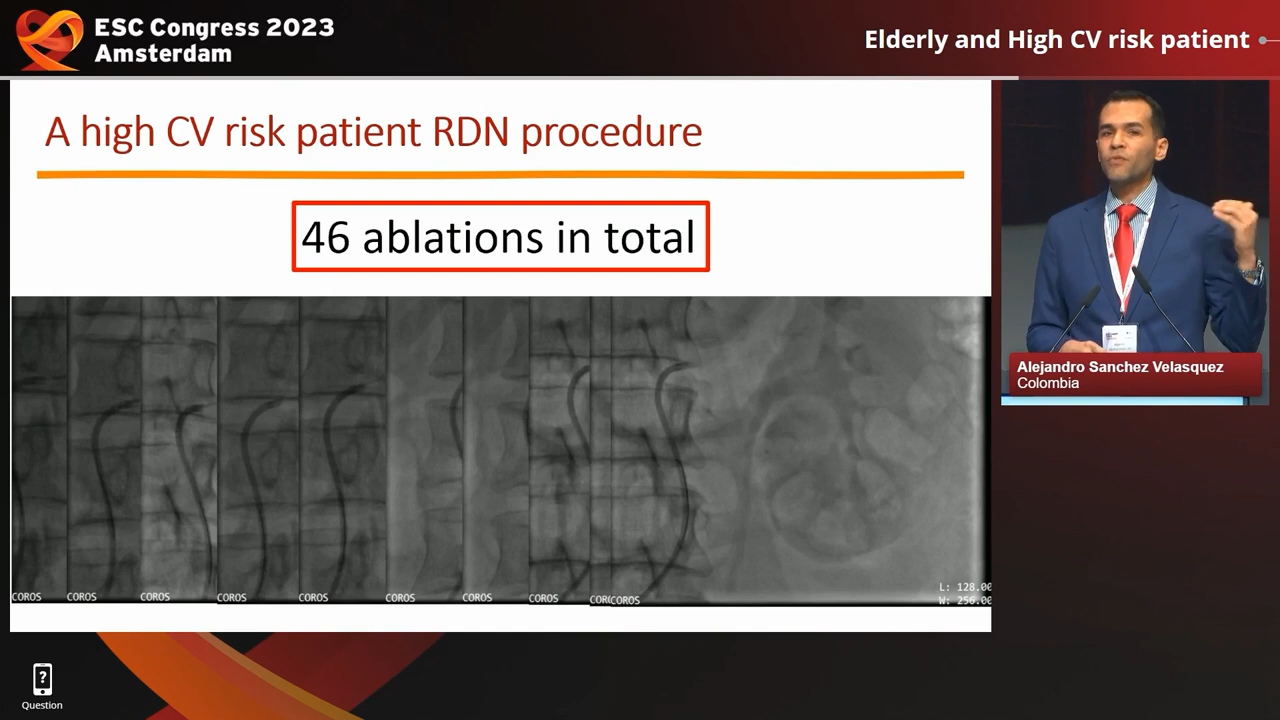 ESC Congress 2023
Amsterdam
Elderly and High CV risk patient
A high CV risk patient RDN procedure
46 ablations in total
COROS
COROS
COROS
COROS
COROS
COROS
COROS
COROS
COROS
L: 128.00
W: 256.00
Alejandro Sanchez Velasquez
Colombia
?
Question